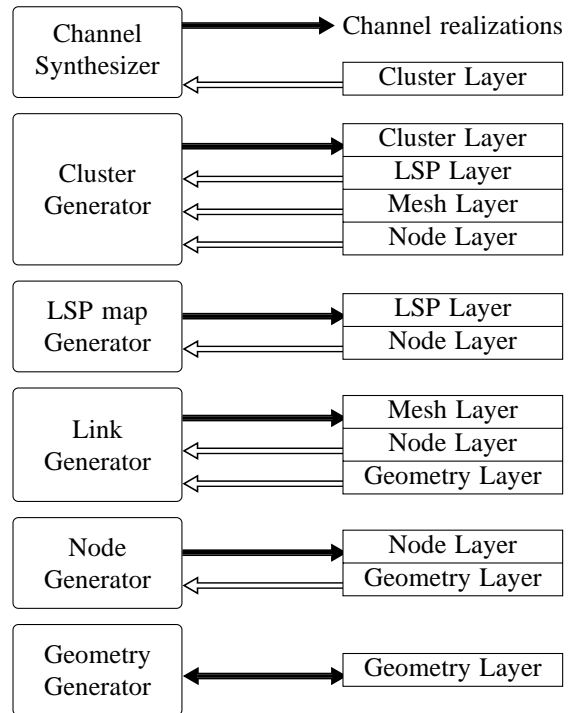 Channel
Synthesizer
Channel realizations
Cluster Layer
Cluster
Generator
Cluster Layer
LSP Layer
Mesh Layer
Node Layer
LSP map
Generator
LSP Layer
Node Layer
Link
Generator
Mesh Layer
Node Layer
Geometry Layer
Node
Generator
Node Layer
Geometry Layer
Geometry
Generator
Geometry Layer